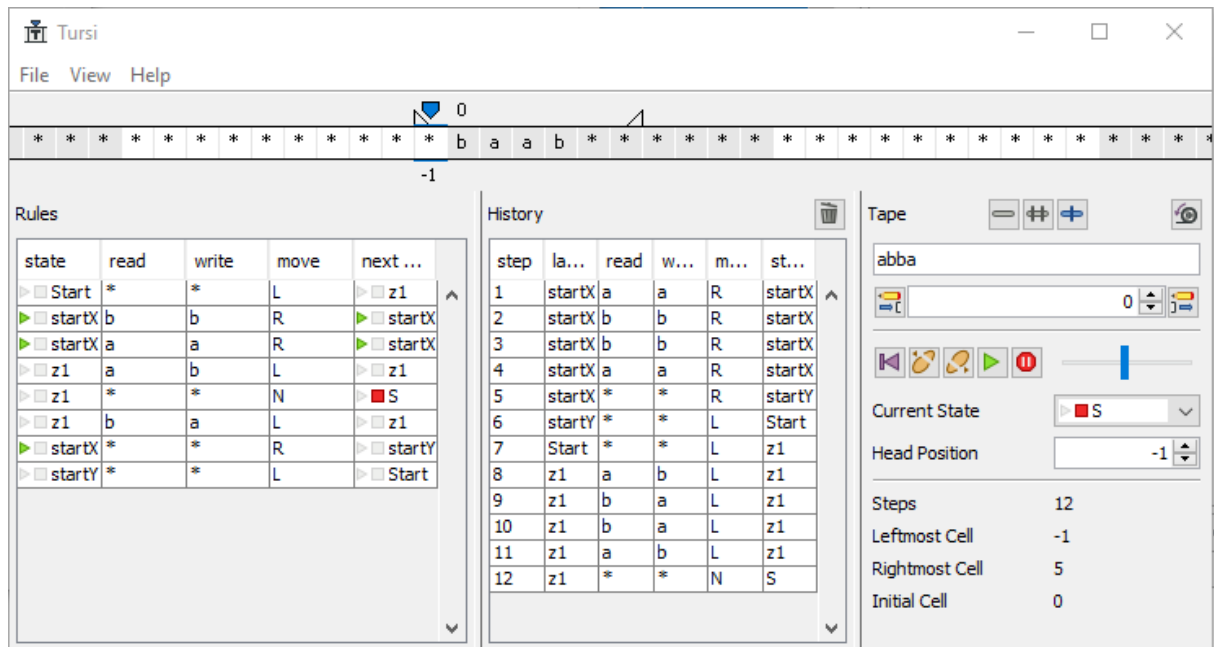 Tursi
File View Help
0
* * * * * * * * * * * * * b a a b * * * * * * * * * * * * * * * * * * * *
-1
Rules
state read write move next ...
Start * * L z1
startX b b R startX
startX a a R startX
z1 a b L z1
z1 * * N S
z1 b a L z1
startX * * R startY
startY * * L Start
History
step la... read w... m... st...
1 startX a a R startX
2 startX b b R startX
3 startX b b R startX
4 startX a a R startX
5 startX * * R startY
6 startY * * L Start
7 Start * * L z1
8 z1 a b L z1
9 z1 b a L z1
10 z1 b a L z1
11 z1 a b L z1
12 z1 * * N S
Tape
abba
0
Current State S
Head Position -1
Steps 12
Leftmost Cell -1
Rightmost Cell 5
Initial Cell 0